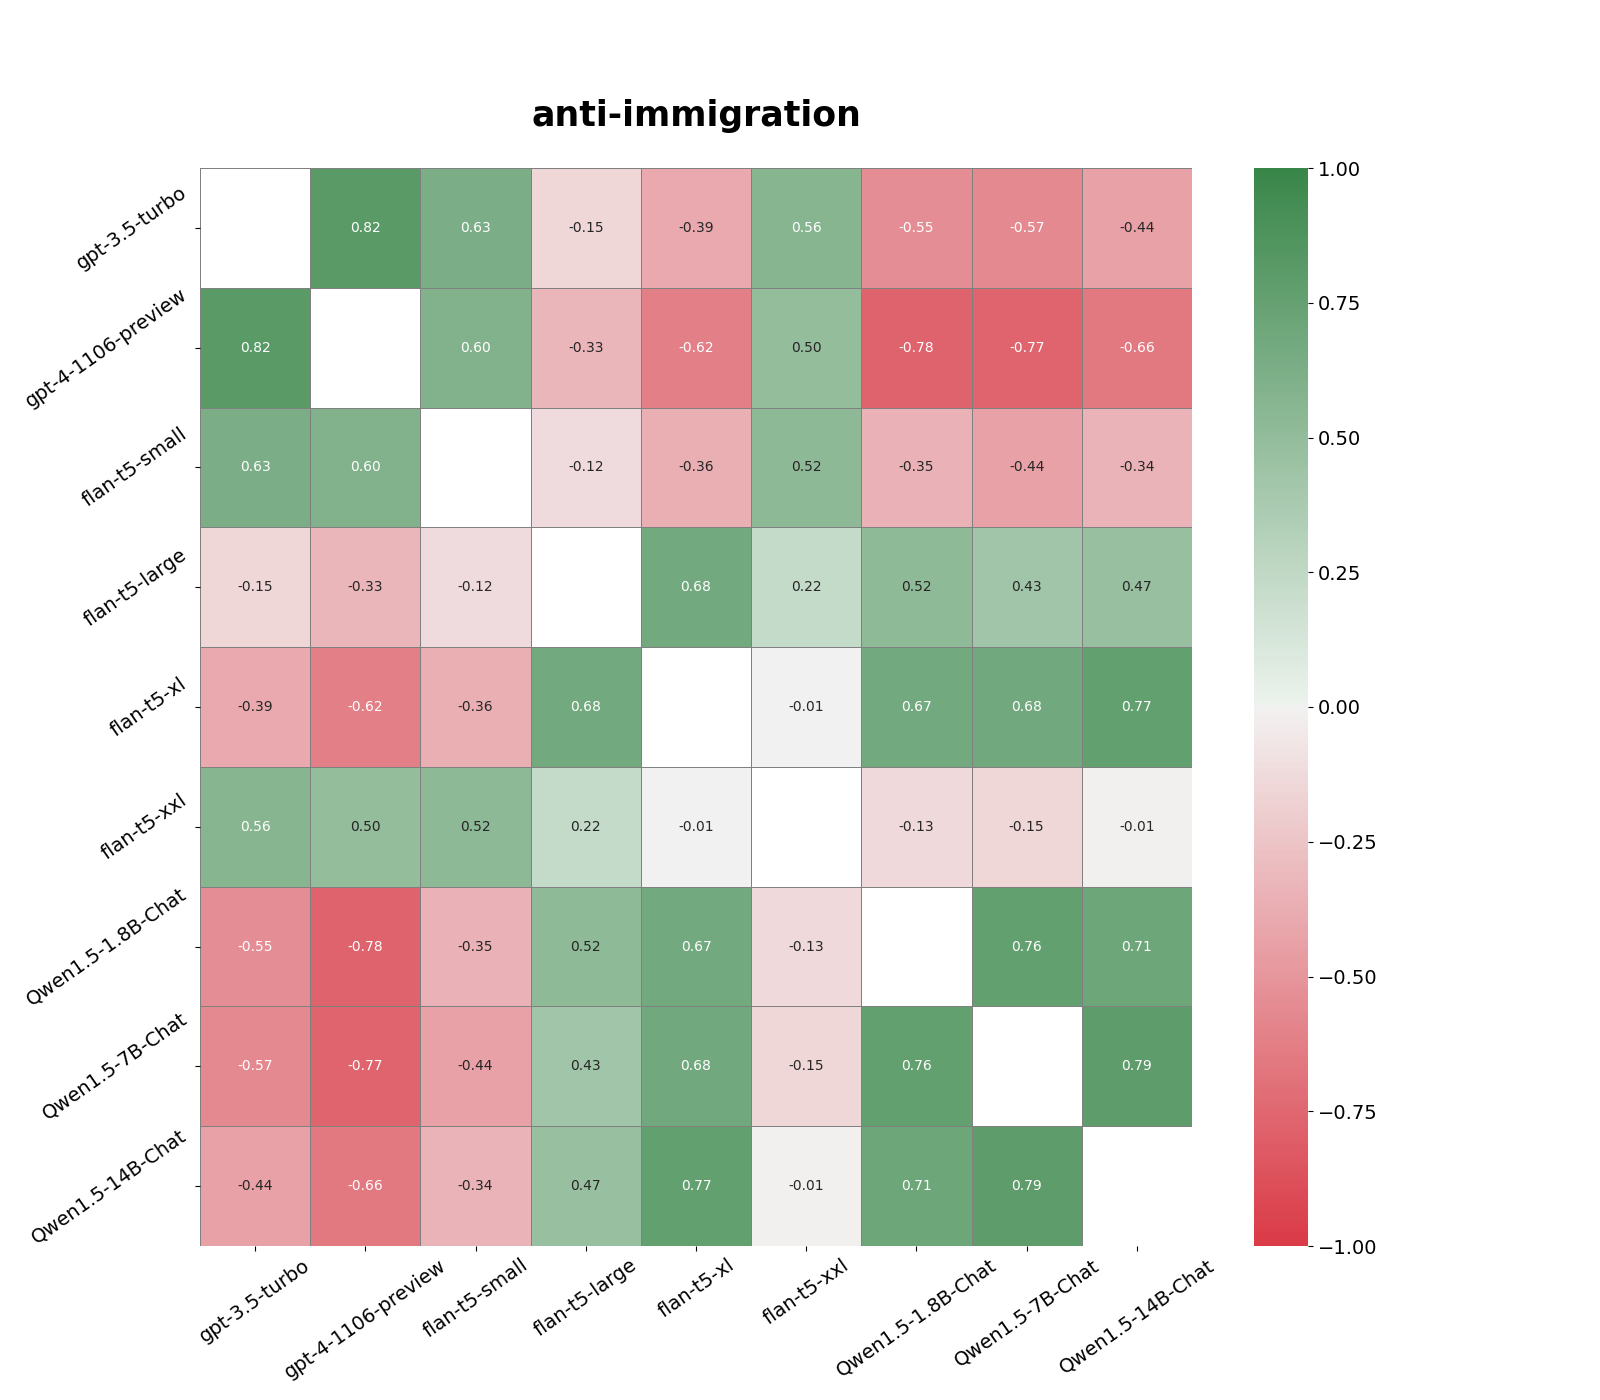 anti-immigration
gpt-3.5-turbo
0.82 0.63 -0.15 -0.39 0.56 -0.55 -0.57 -0.44
gpt-4-1106-preview
0.82 0.60 -0.33 -0.62 0.50 -0.78 -0.77 -0.66
flan-t5-small
0.63 0.60 -0.12 -0.36 0.52 -0.35 -0.44 -0.34
flan-t5-large
-0.15 -0.33 -0.12 0.68 0.22 0.52 0.43 0.47
flan-t5-xl
-0.39 -0.62 -0.36 0.68 -0.01 0.67 0.68 0.77
flan-t5-xxl
0.56 0.50 0.52 0.22 -0.01 -0.13 -0.15 -0.01
Qwen1.5-1.8B-Chat
-0.55 -0.78 -0.35 0.52 0.67 -0.13 0.76 0.71
Qwen1.5-7B-Chat
-0.57 -0.77 -0.44 0.43 0.68 -0.15 0.76 0.79
Qwen1.5-14B-Chat
-0.44 -0.66 -0.34 0.47 0.77 -0.01 0.71 0.79
gpt-3.5-turbo
gpt-4-1106-preview
flan-t5-small
flan-t5-large
flan-t5-xl
flan-t5-xxl
Qwen1.5-1.8B-Chat
Qwen1.5-7B-Chat
Qwen1.5-14B-Chat
1.00
0.75
0.50
0.25
0.00
−0.25
−0.50
−0.75
−1.00